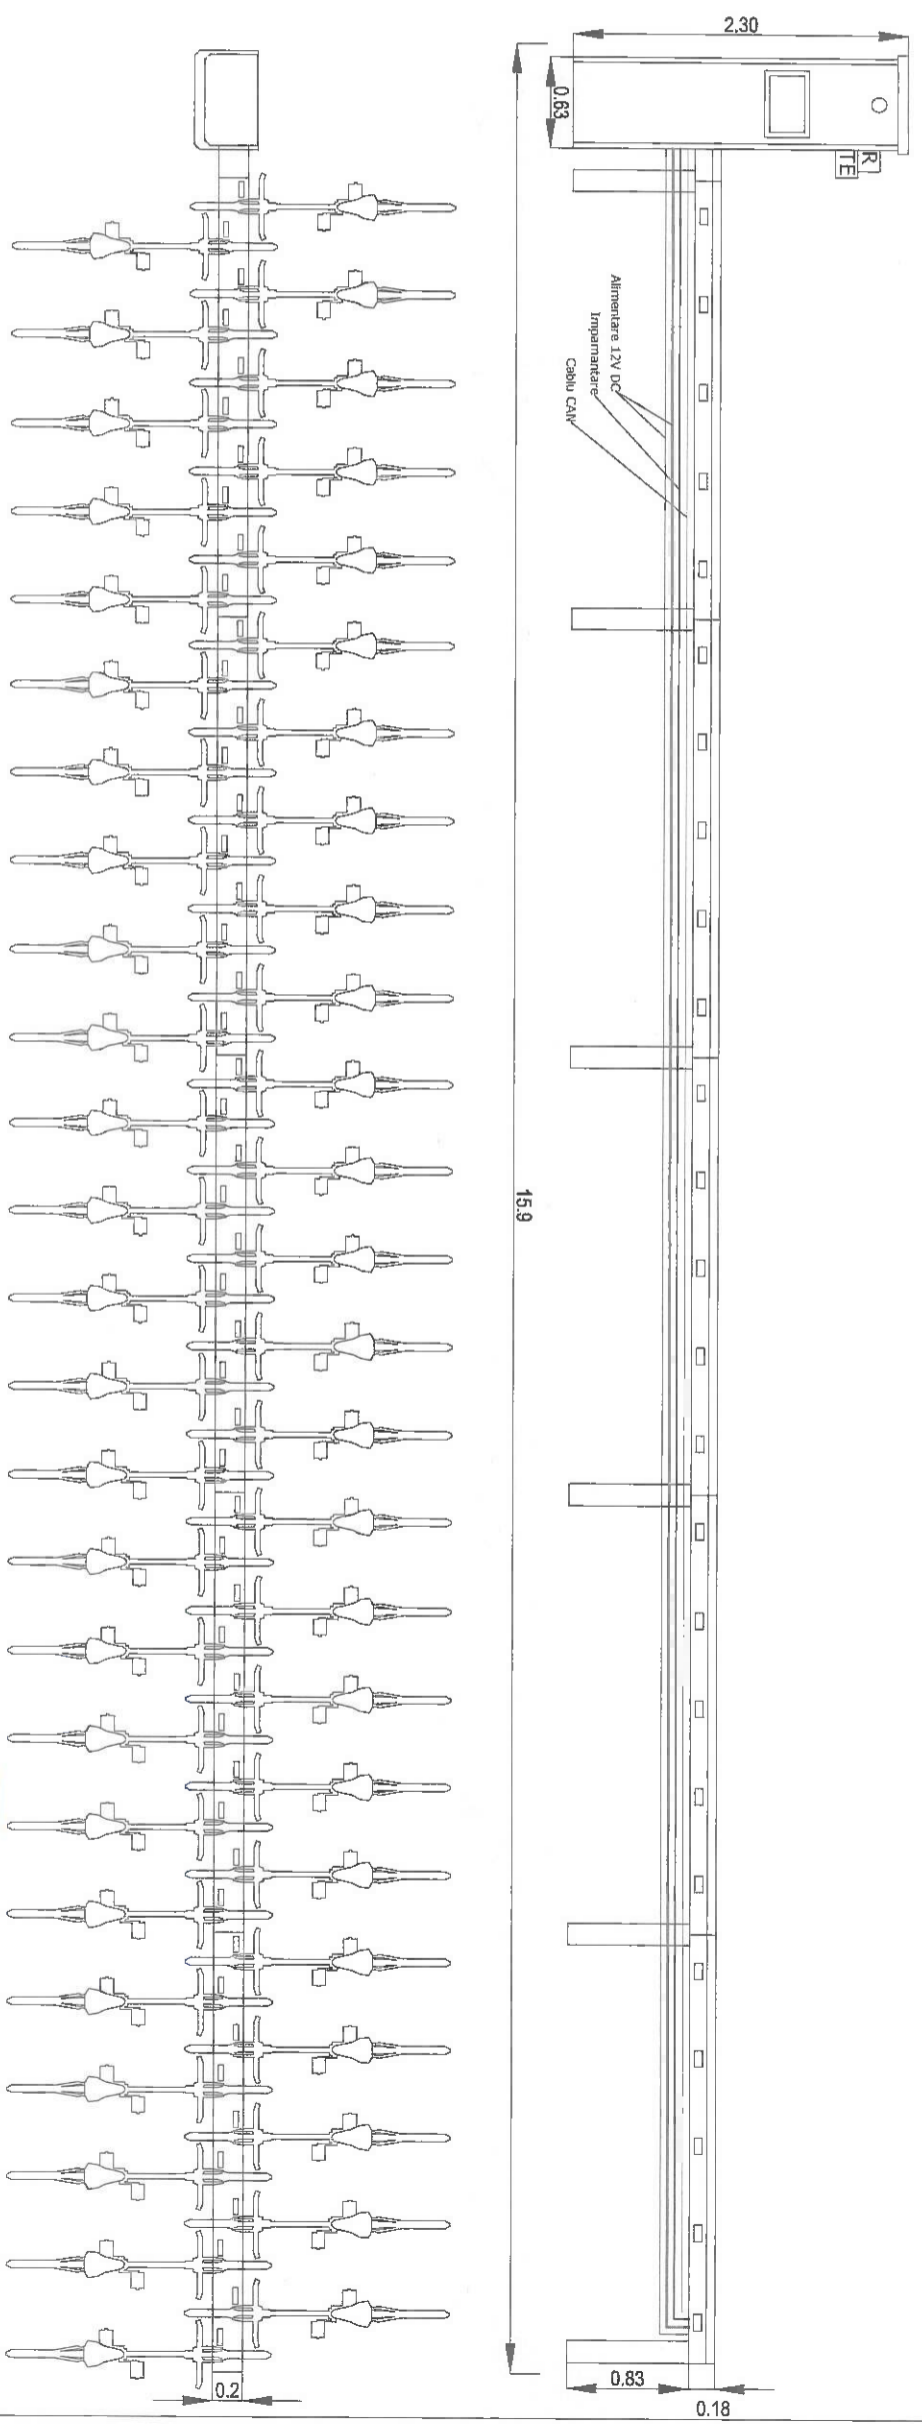 2.30
0.63
R
TE
Alimentare 12V DC
Impamantare
Cablu CAN
15.9
0.2
0.83
0.18